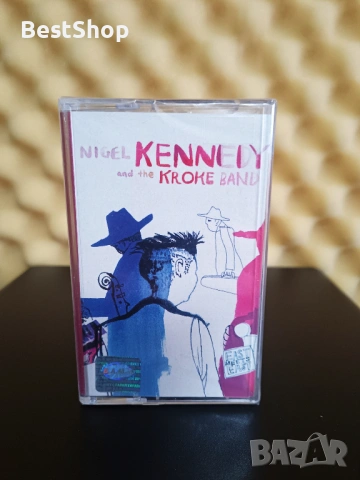 BestShop
NIGEL KENNEDY
and the KROKE BAND
EAST
MEETS
EAST
BAZAR